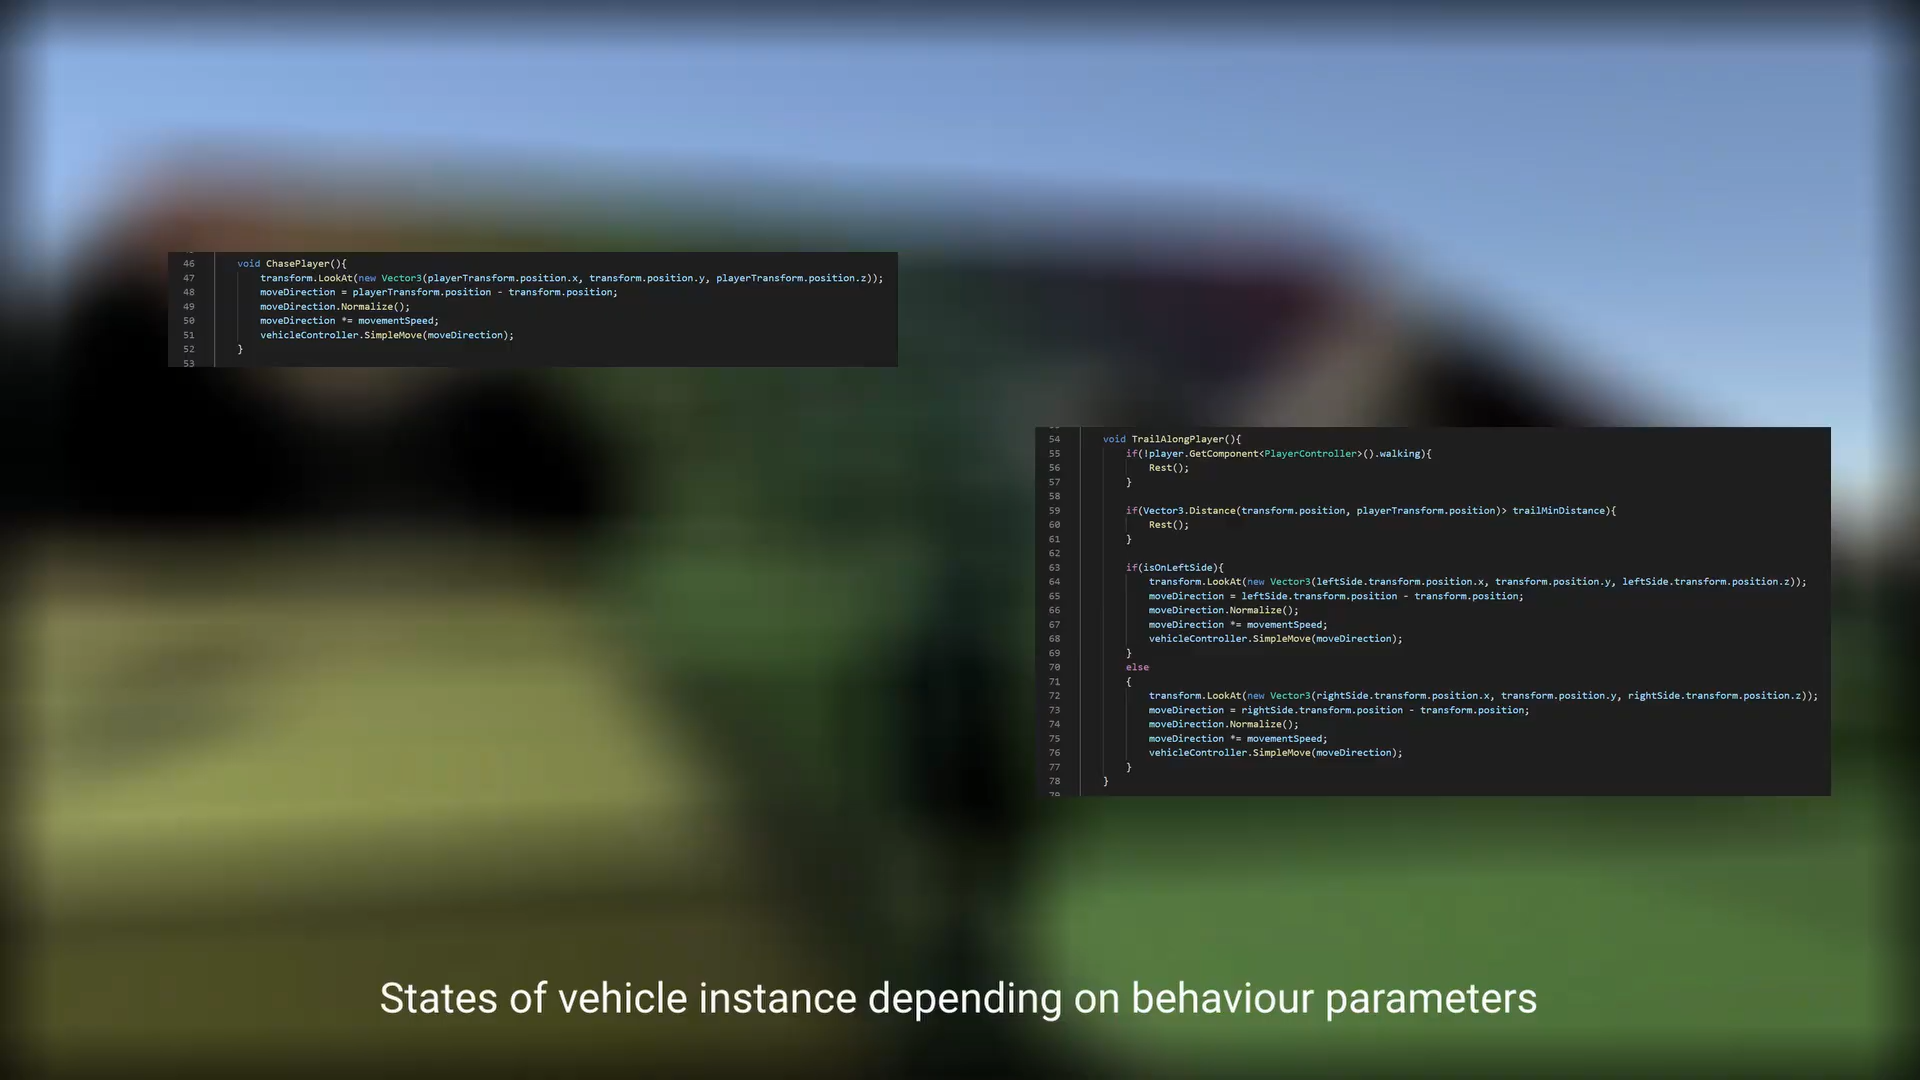 46 void ChasePlayer(){
47 transform.LookAt(new Vector3(playerTransform.position.x, transform.position.y, playerTransform.position.z));
48 moveDirection = playerTransform.position - transform.position;
49 moveDirection.Normalize();
50 moveDirection *= movementSpeed;
51 vehicleController.SimpleMove(moveDirection);
52 }
53
54 void TrailAlongPlayer(){
55 if(!player.GetComponent<PlayerController>().walking){
56 Rest();
57 }
58
59 if(Vector3.Distance(transform.position, playerTransform.position)> trailMinDistance){
60 Rest();
61 }
62
63 if(isOnLeftSide){
64 transform.LookAt(new Vector3(leftSide.transform.position.x, transform.position.y, leftSide.transform.position.z));
65 moveDirection = leftSide.transform.position - transform.position;
66 moveDirection.Normalize();
67 moveDirection *= movementSpeed;
68 vehicleController.SimpleMove(moveDirection);
69 }
70 else
71 {
72 transform.LookAt(new Vector3(rightSide.transform.position.x, transform.position.y, rightSide.transform.position.z));
73 moveDirection = rightSide.transform.position - transform.position;
74 moveDirection.Normalize();
75 moveDirection *= movementSpeed;
76 vehicleController.SimpleMove(moveDirection);
77 }
78 }
79
States of vehicle instance depending on behaviour parameters